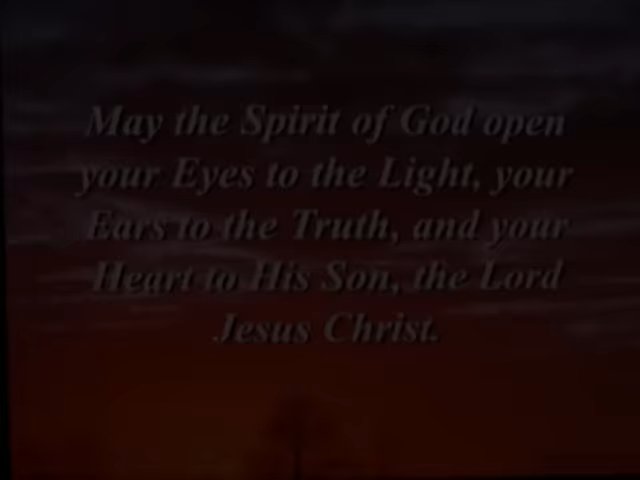 May the Spirit of God open
your Eyes to the Light, your
Ears to the Truth, and your
Heart to His Son, the Lord
Jesus Christ.